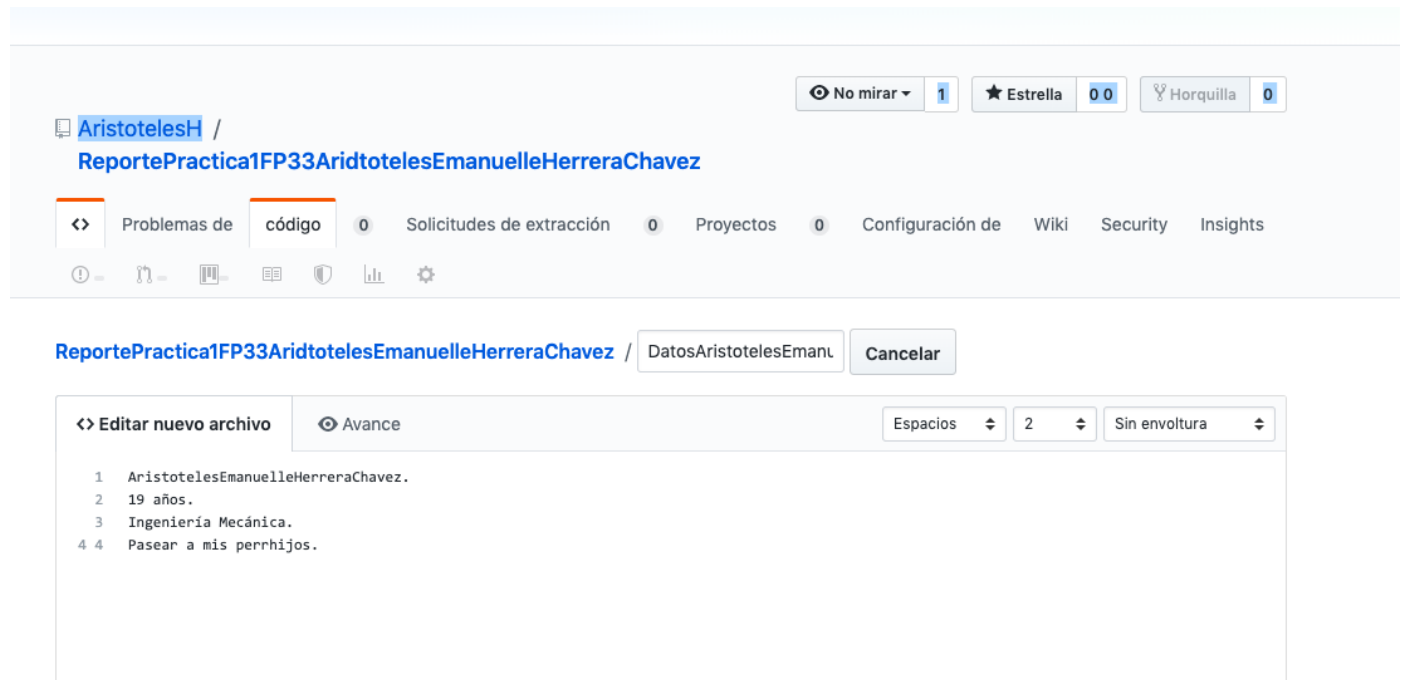 No mirar 1 Estrella 0 0 Horquilla 0
AristotelesH /
ReportePractica1FP33AridtotelesEmanuelleHerreraChavez
<> Problemas de código 0 Solicitudes de extracción 0 Proyectos 0 Configuración de Wiki Security Insights
ReportePractica1FP33AridtotelesEmanuelleHerreraChavez / DatosAristotelesEmanu Cancelar
<> Editar nuevo archivo Avance Espacios 2 Sin envoltura
1 AristotelesEmanuelleHerreraChavez.
2 19 años.
3 Ingeniería Mecánica.
4 4 Pasear a mis perrhijos.